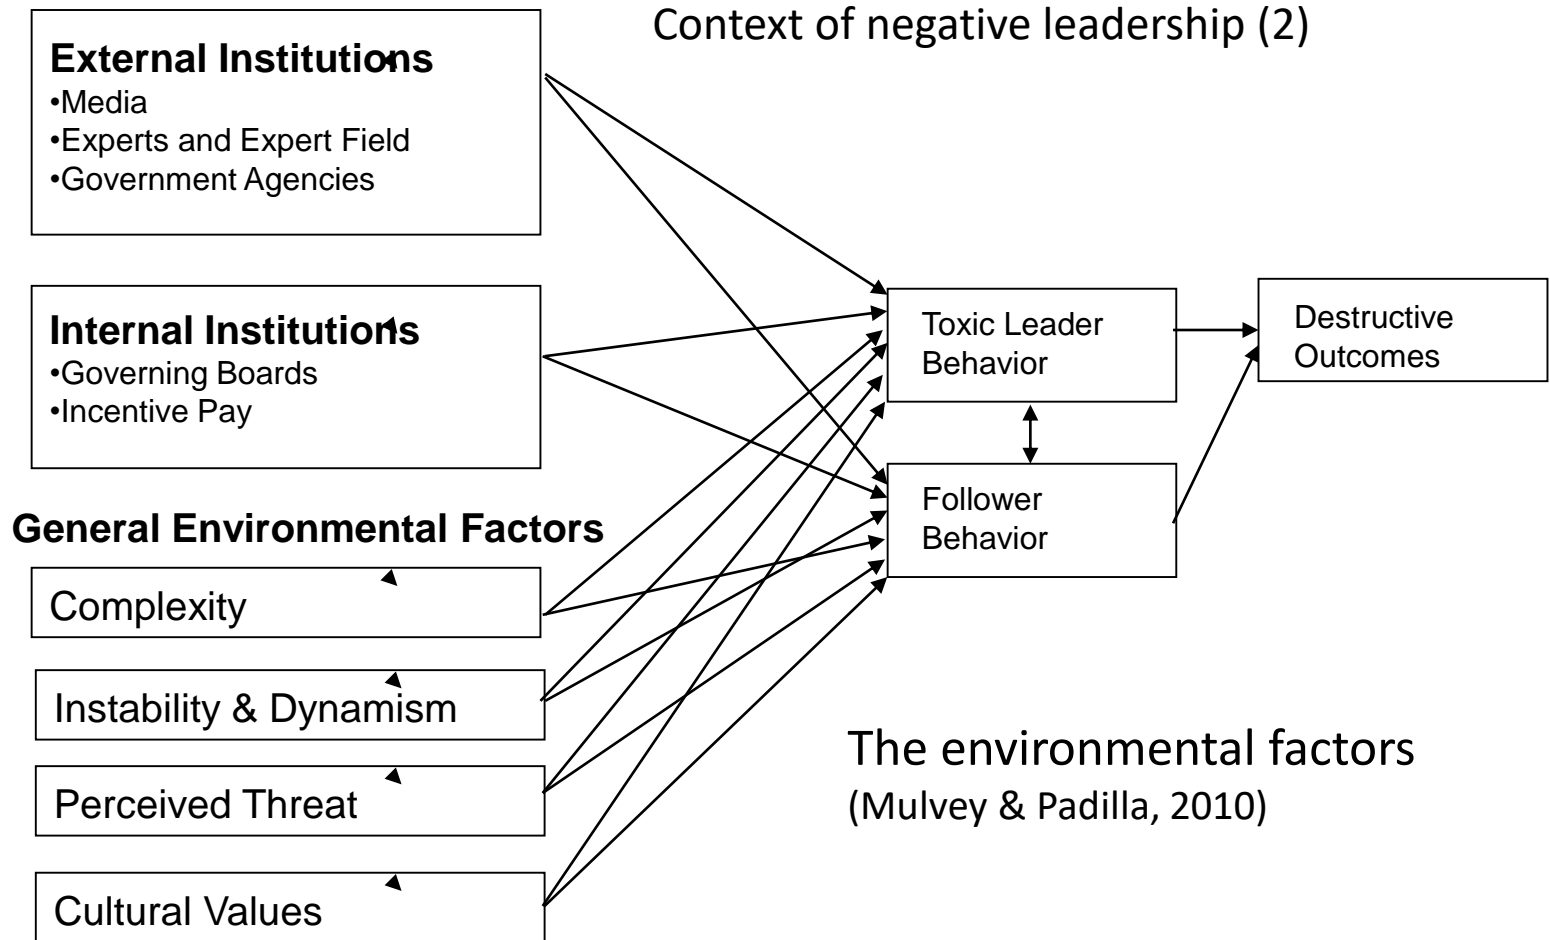 Context of negative leadership (2)
External Institutions
•Media
•Experts and Expert Field
•Government Agencies
Internal Institutions
•Governing Boards
•Incentive Pay
General Environmental Factors
Complexity
Instability & Dynamism
Perceived Threat
Cultural Values
Toxic Leader
Behavior
Follower
Behavior
Destructive
Outcomes
The environmental factors
(Mulvey & Padilla, 2010)